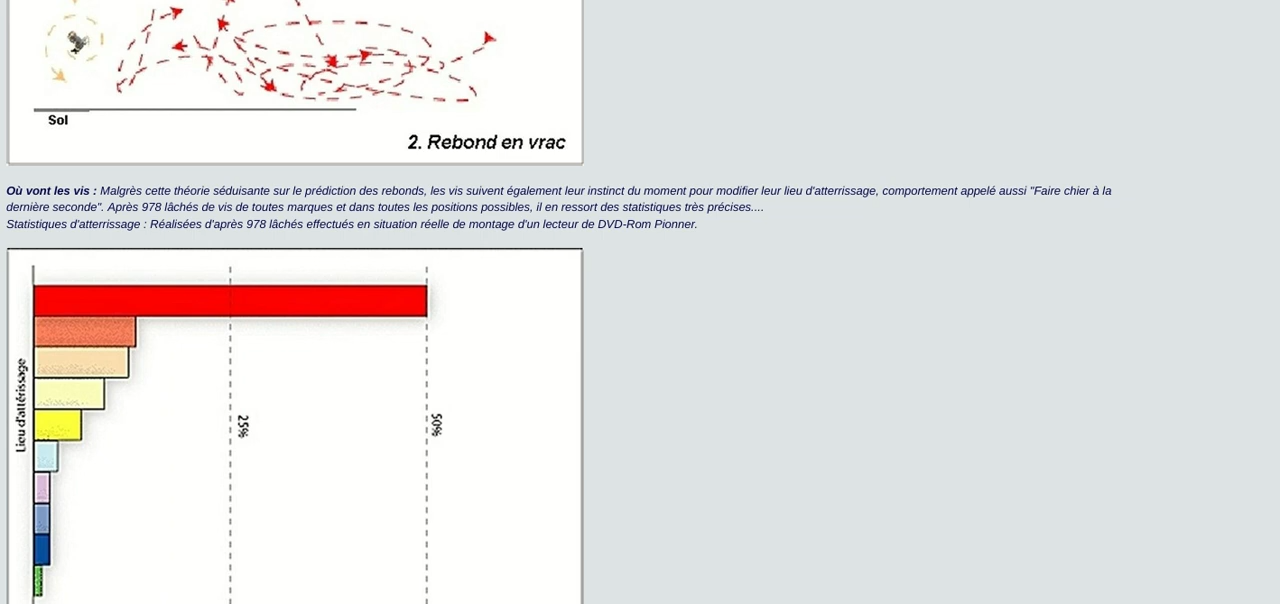 Sol
2. Rebond en vrac
Où vont les vis : Malgrès cette théorie séduisante sur le prédiction des rebonds, les vis suivent également leur instinct du moment pour modifier leur lieu d'atterrissage, comportement appelé aussi "Faire chier à la
dernière seconde". Après 978 lâchés de vis de toutes marques et dans toutes les positions possibles, il en ressort des statistiques très précises....
Statistiques d'atterrissage : Réalisées d'après 978 lâchés effectués en situation réelle de montage d'un lecteur de DVD-Rom Pionner.
Lieu d'attérissage
25%
50%